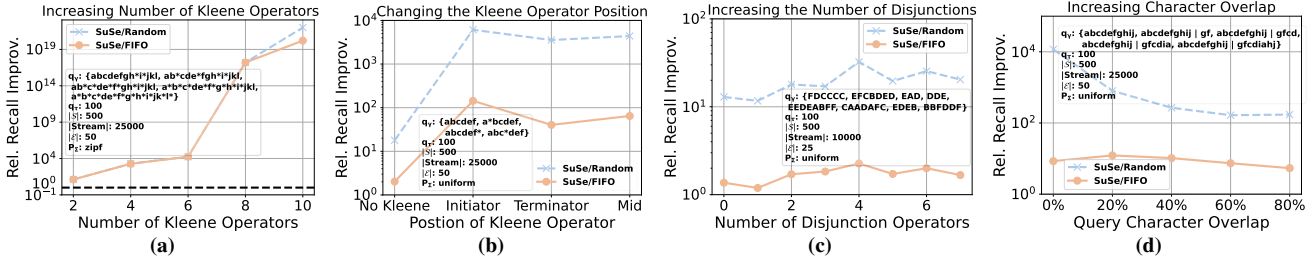 Increasing Number of Kleene Operators
Rel. Recall Improv.
10^19
10^14
10^9
10^4
10^0
10^-1
SuSe/Random
SuSe/FIFO
q_Y: {abcdefgh*i*jkl, ab*cde*fgh*i*jkl,
ab*c*de*f*gh*i*jkl, a*b*c*de*f*g*h*i*jkl,
a*b*c*de*f*g*h*i*jk*l*}
q_τ: 100
|S|: 500
|Stream|: 25000
|Ɛ|: 50
P_Σ: zipf
2 4 6 8 10
Number of Kleene Operators
(a)
Changing the Kleene Operator Position
Rel. Recall Improv.
10^4
10^3
10^2
10^1
10^0
q_Y: {abcdef, a*bcdef,
abcdef*, abc*def}
q_τ: 100
|S|: 500
|Stream|: 25000
|Ɛ|: 50
P_Σ: uniform
SuSe/Random
SuSe/FIFO
No Kleene Initiator Terminator Mid
Postion of Kleene Operator
(b)
Increasing the Number of Disjunctions
Rel. Recall Improv.
10^2
10^1
10^0
SuSe/Random
SuSe/FIFO
q_Y: {FDCCCC, EFCBDED, EAD, DDE,
EEDEABFF, CAADAFC, EDEB, BBFDDF}
q_τ: 100
|S|: 500
|Stream|: 10000
|Ɛ|: 25
P_Σ: uniform
0 2 4 6
Number of Disjunction Operators
(c)
Increasing Character Overlap
Rel. Recall Improv.
10^4
10^2
10^0
q_Y: {abcdefghij, abcdefghij | gf, abcdefghij | gfcd,
abcdefghij | gfcdia, abcdefghij | gfcdiahj}
q_τ: 100
|S|: 500
|Stream|: 25000
|Ɛ|: 50
P_Σ: uniform
SuSe/Random
SuSe/FIFO
0% 20% 40% 60% 80%
Query Character Overlap
(d)